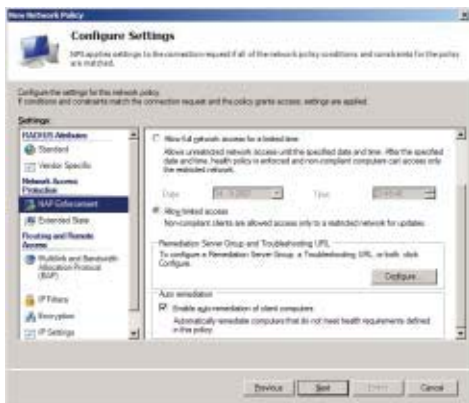 New Network Policy
Configure Settings
NPS applies settings to the connection request if all of the network policy conditions and constraints for the policy are matched.
Configure the settings for this network policy.
If conditions and constraints match the connection request and the policy grants access, settings are applied.
Settings:
RADIUS Attributes
Standard
Vendor Specific
Network Access
Protection
NAP Enforcement
Extended State
Routing and Remote
Access
Multilink and Bandwidth
Allocation Protocol
(BAP)
IP Filters
Encryption
IP Settings
Allow full network access for a limited time
Allows unrestricted network access until the specified date and time. After the specified
date and time, health policy is enforced and non-compliant computers can access only
the restricted network.
Date
Time
Allow limited access
Non-compliant clients are allowed access only to a restricted network for updates.
Remediation Server Group and Troubleshooting URL
To configure a Remediation Server Group, a Troubleshooting URL, or both, click
Configure.
Configure
Auto remediation
Enable auto-remediation of client computers
Automatically remediate computers that do not meet health requirements defined
in this policy.
Previous
Next
Cancel